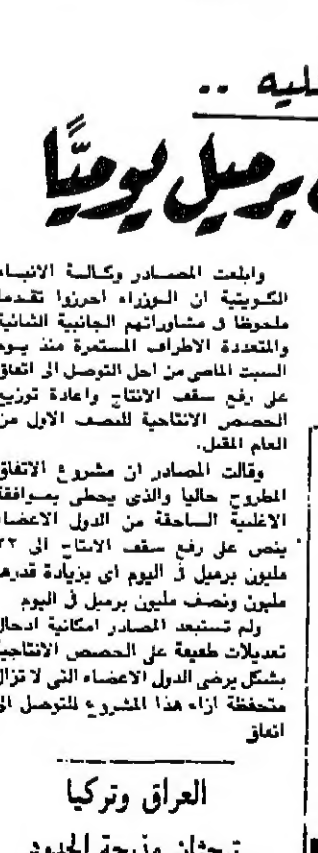 ..
برميل يوميًّا
وابلغت المصادر وكالة الانباء
الكويتية ان الوزراء احرزوا تقدما
ملحوظا في مشاوراتهم الجانبية الثنائية
والمتعددة الاطراف المستمرة منذ يوم
السبت الماضي من اجل التوصل الى اتفاق
على رفع سقف الانتاج واعادة توزيع
الحصص الانتاجية للنصف الاول من
العام المقبل.
وقالت المصادر ان مشروع الاتفاق
المطروح حاليا والذي يحظى بموافقة
الاغلبية الساحقة من الدول الاعضاء
ينص على رفع سقف الانتاج الى ٢٢
مليون برميل في اليوم اي بزيادة قدرها
مليون ونصف مليون برميل في اليوم
ولم تستبعد المصادر امكانية ادخال
تعديلات طفيفة على الحصص الانتاجية
بشكل يرضي الدول الاعضاء التي لا تزال
متحفظة ازاء هذا المشروع للتوصل الى
اتفاق
العراق وتركيا
تبحثان مذبحة الحدود